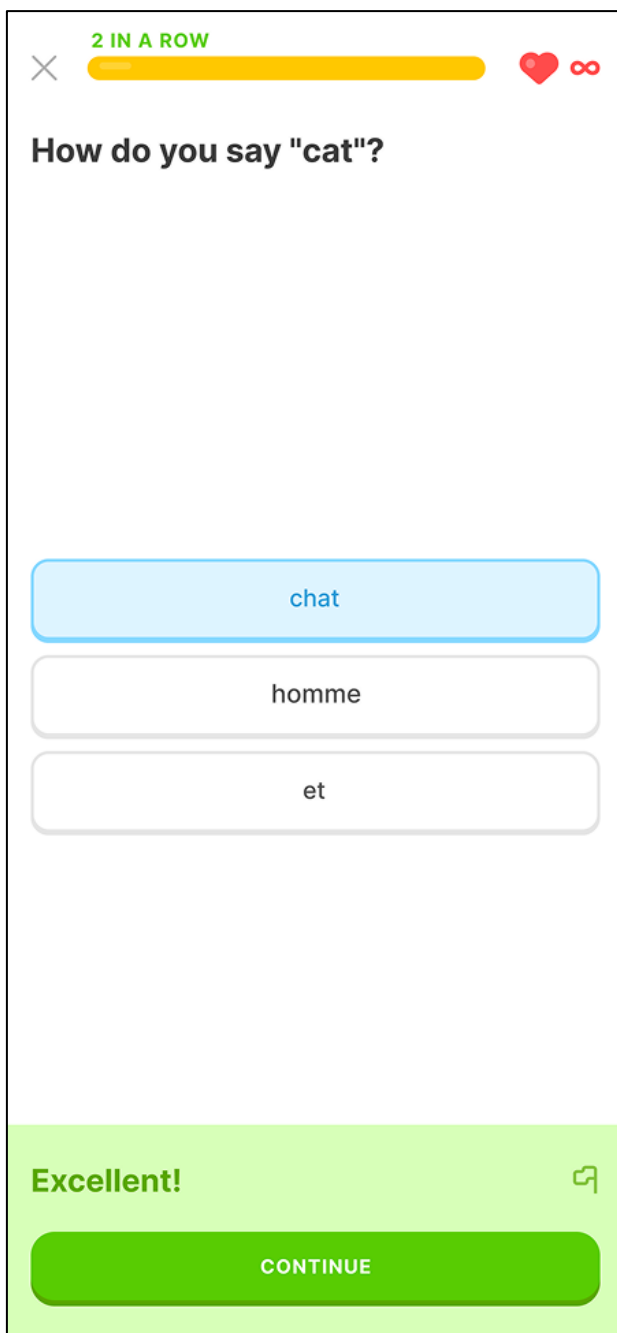 2 IN A ROW
How do you say "cat"?
chat
homme
et
Excellent!
CONTINUE